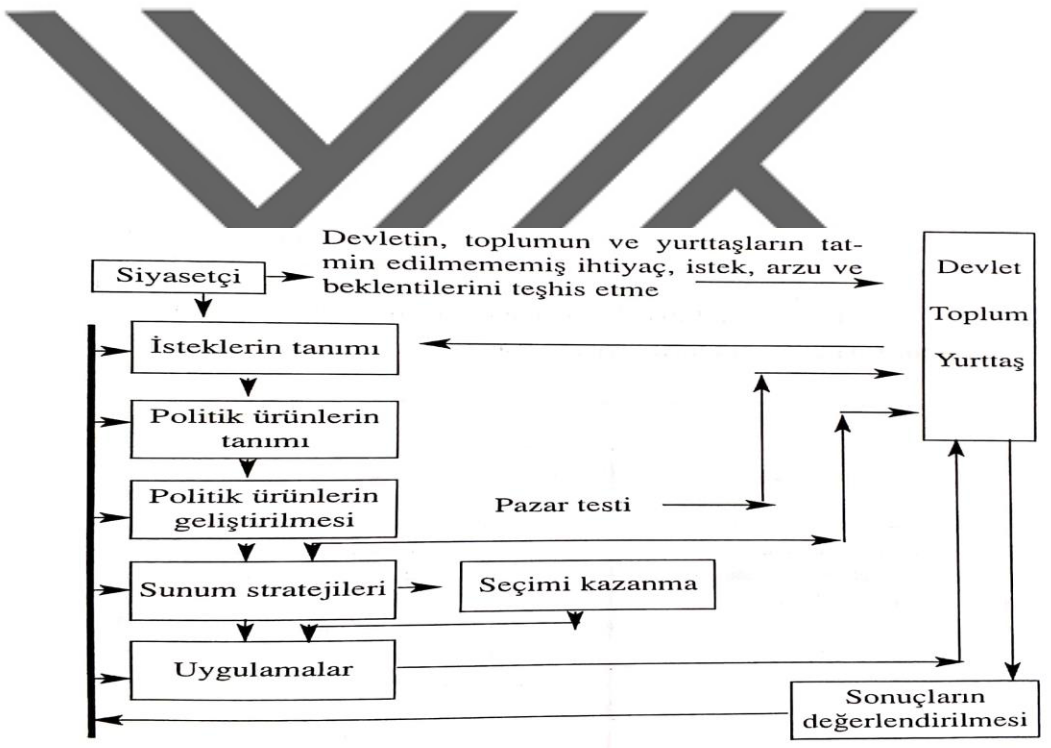 Devletin, toplumun ve yurttaşların tat-
min edilmememiş ihtiyaç, istek, arzu ve
beklentilerini teşhis etme
Siyasetçi
Devlet
Toplum
Yurttaş
İsteklerin tanımı
Politik ürünlerin
tanımı
Politik ürünlerin
geliştirilmesi
Pazar testi
Sunum stratejileri
Seçimi kazanma
Uygulamalar
Sonuçların
değerlendirilmesi